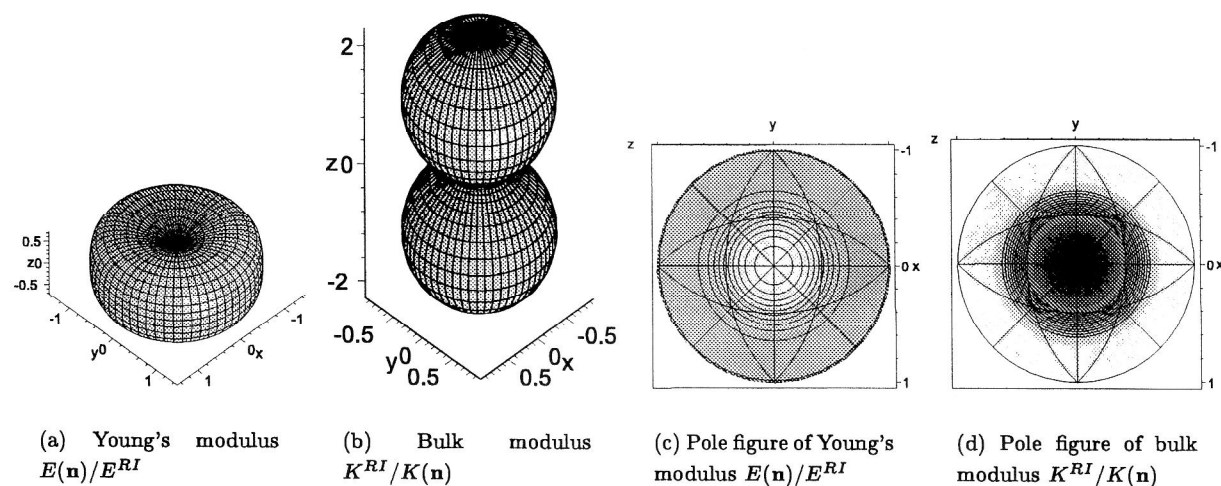 0.5
z0
-0.5
-1
y0
1
1
0x
-1
2
z0
-2
-0.5
y0
0.5
0.5
0x
-0.5
y
z
-1
0 x
1
y
z
-1
0 x
1
(a) Young's modulus
E(n)/E^{RI}
(b) Bulk modulus
K^{RI}/K(n)
(c) Pole figure of Young's
modulus E(n)/E^{RI}
(d) Pole figure of bulk
modulus K^{RI}/K(n)